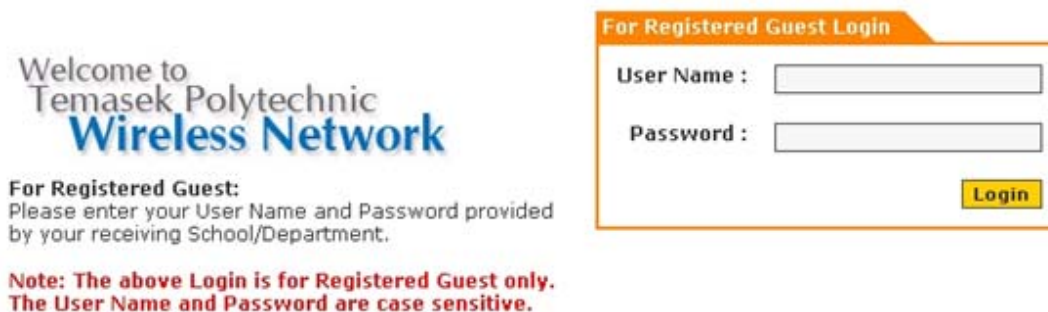 Welcome to
Temasek Polytechnic
Wireless Network
For Registered Guest:
Please enter your User Name and Password provided
by your receiving School/Department.
Note: The above Login is for Registered Guest only.
The User Name and Password are case sensitive.
For Registered Guest Login
User Name :
Password :
Login